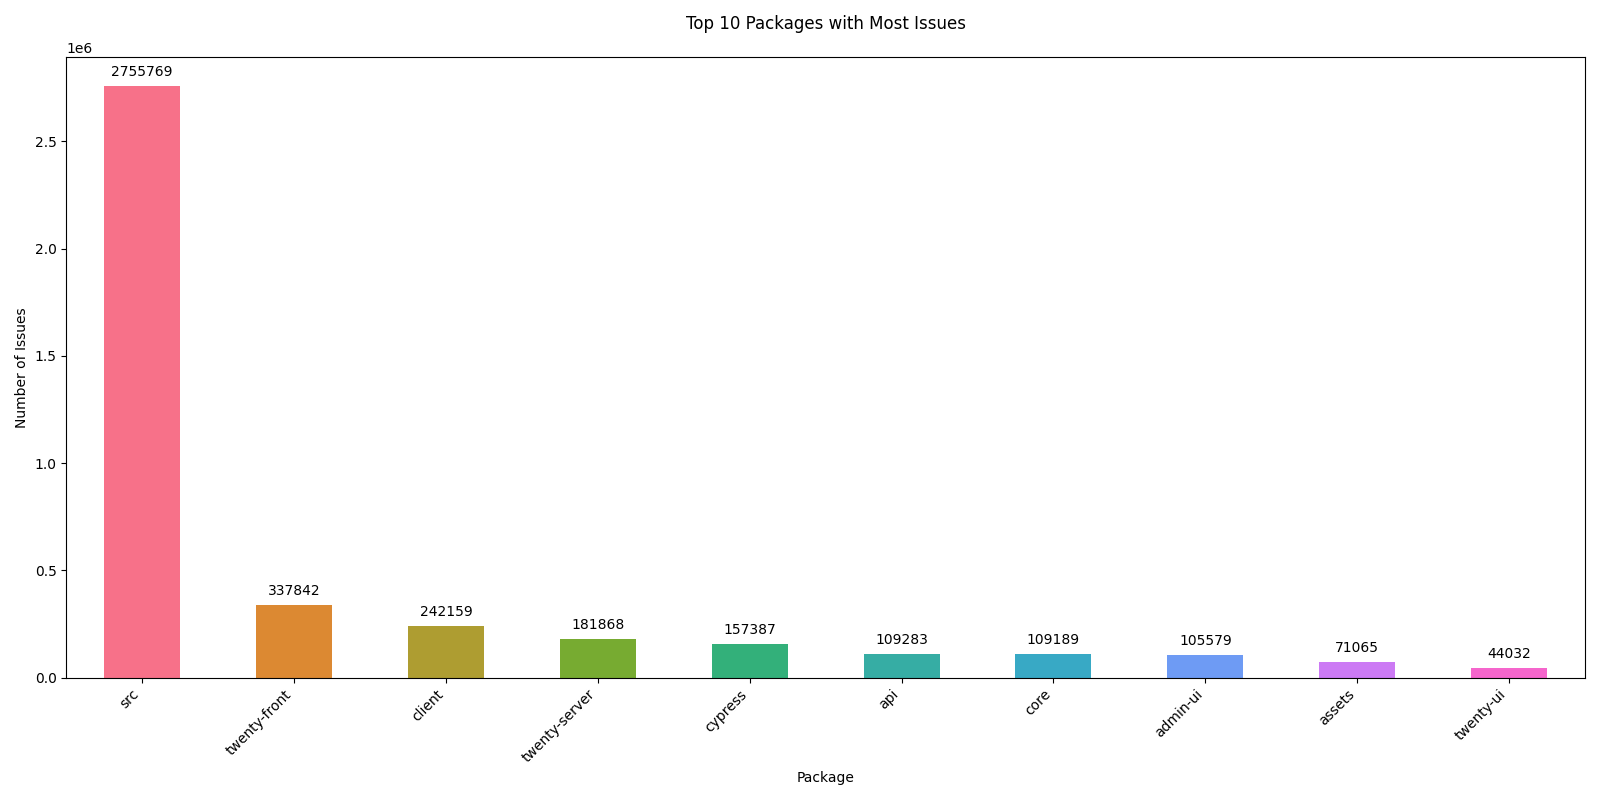 Top 10 Packages with Most Issues
1e6
2755769
2.5
2.0
1.5
1.0
0.5
0.0
Number of Issues
337842
242159
181868
157387
109283
109189
105579
71065
44032
src
twenty-front
client
twenty-server
cypress
api
core
admin-ui
assets
twenty-ui
Package